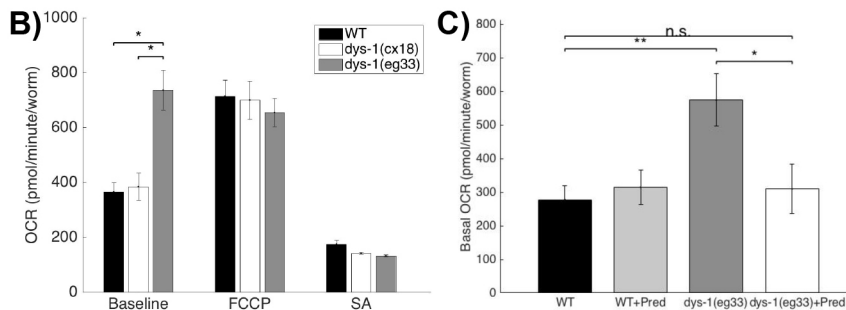 B)
OCR (pmol/minute/worm)
1000
800
600
400
200
0
*
*
WT
dys-1(cx18)
dys-1(eg33)
Baseline FCCP SA
C)
Basal OCR (pmol/minute/worm)
800
700
600
500
400
300
200
100
0
n.s.
**
*
WT WT+Pred dys-1(eg33) dys-1(eg33)+Pred